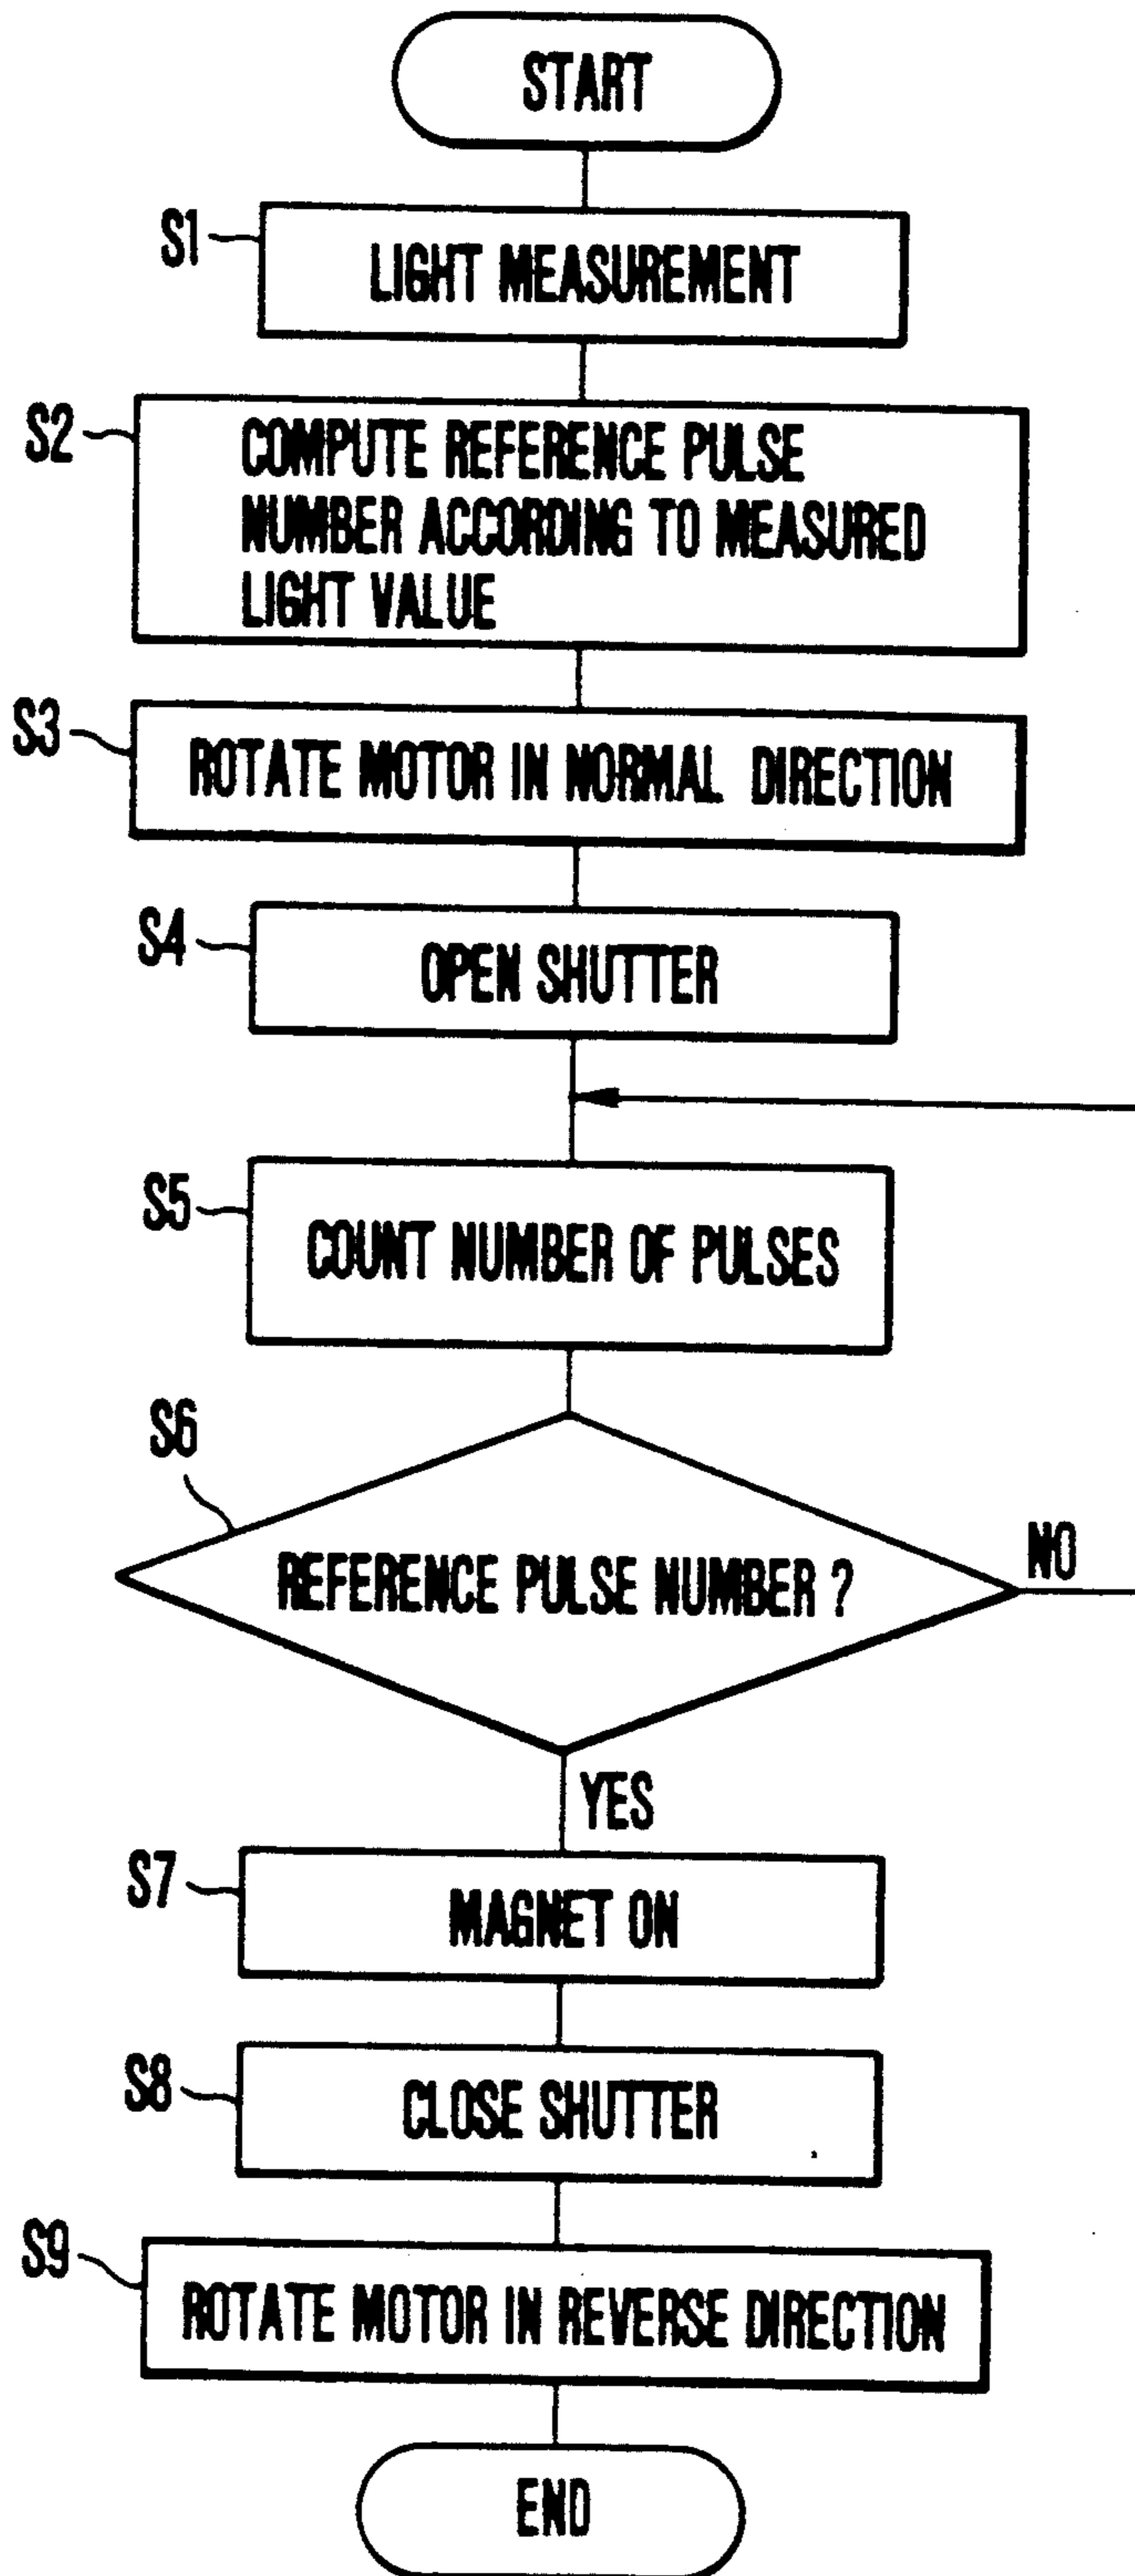 START
S1
LIGHT MEASUREMENT
S2
COMPUTE REFERENCE PULSE
NUMBER ACCORDING TO MEASURED
LIGHT VALUE
S3
ROTATE MOTOR IN NORMAL DIRECTION
S4
OPEN SHUTTER
S5
COUNT NUMBER OF PULSES
S6
REFERENCE PULSE NUMBER ?
NO
YES
S7
MAGNET ON
S8
CLOSE SHUTTER
S9
ROTATE MOTOR IN REVERSE DIRECTION
END